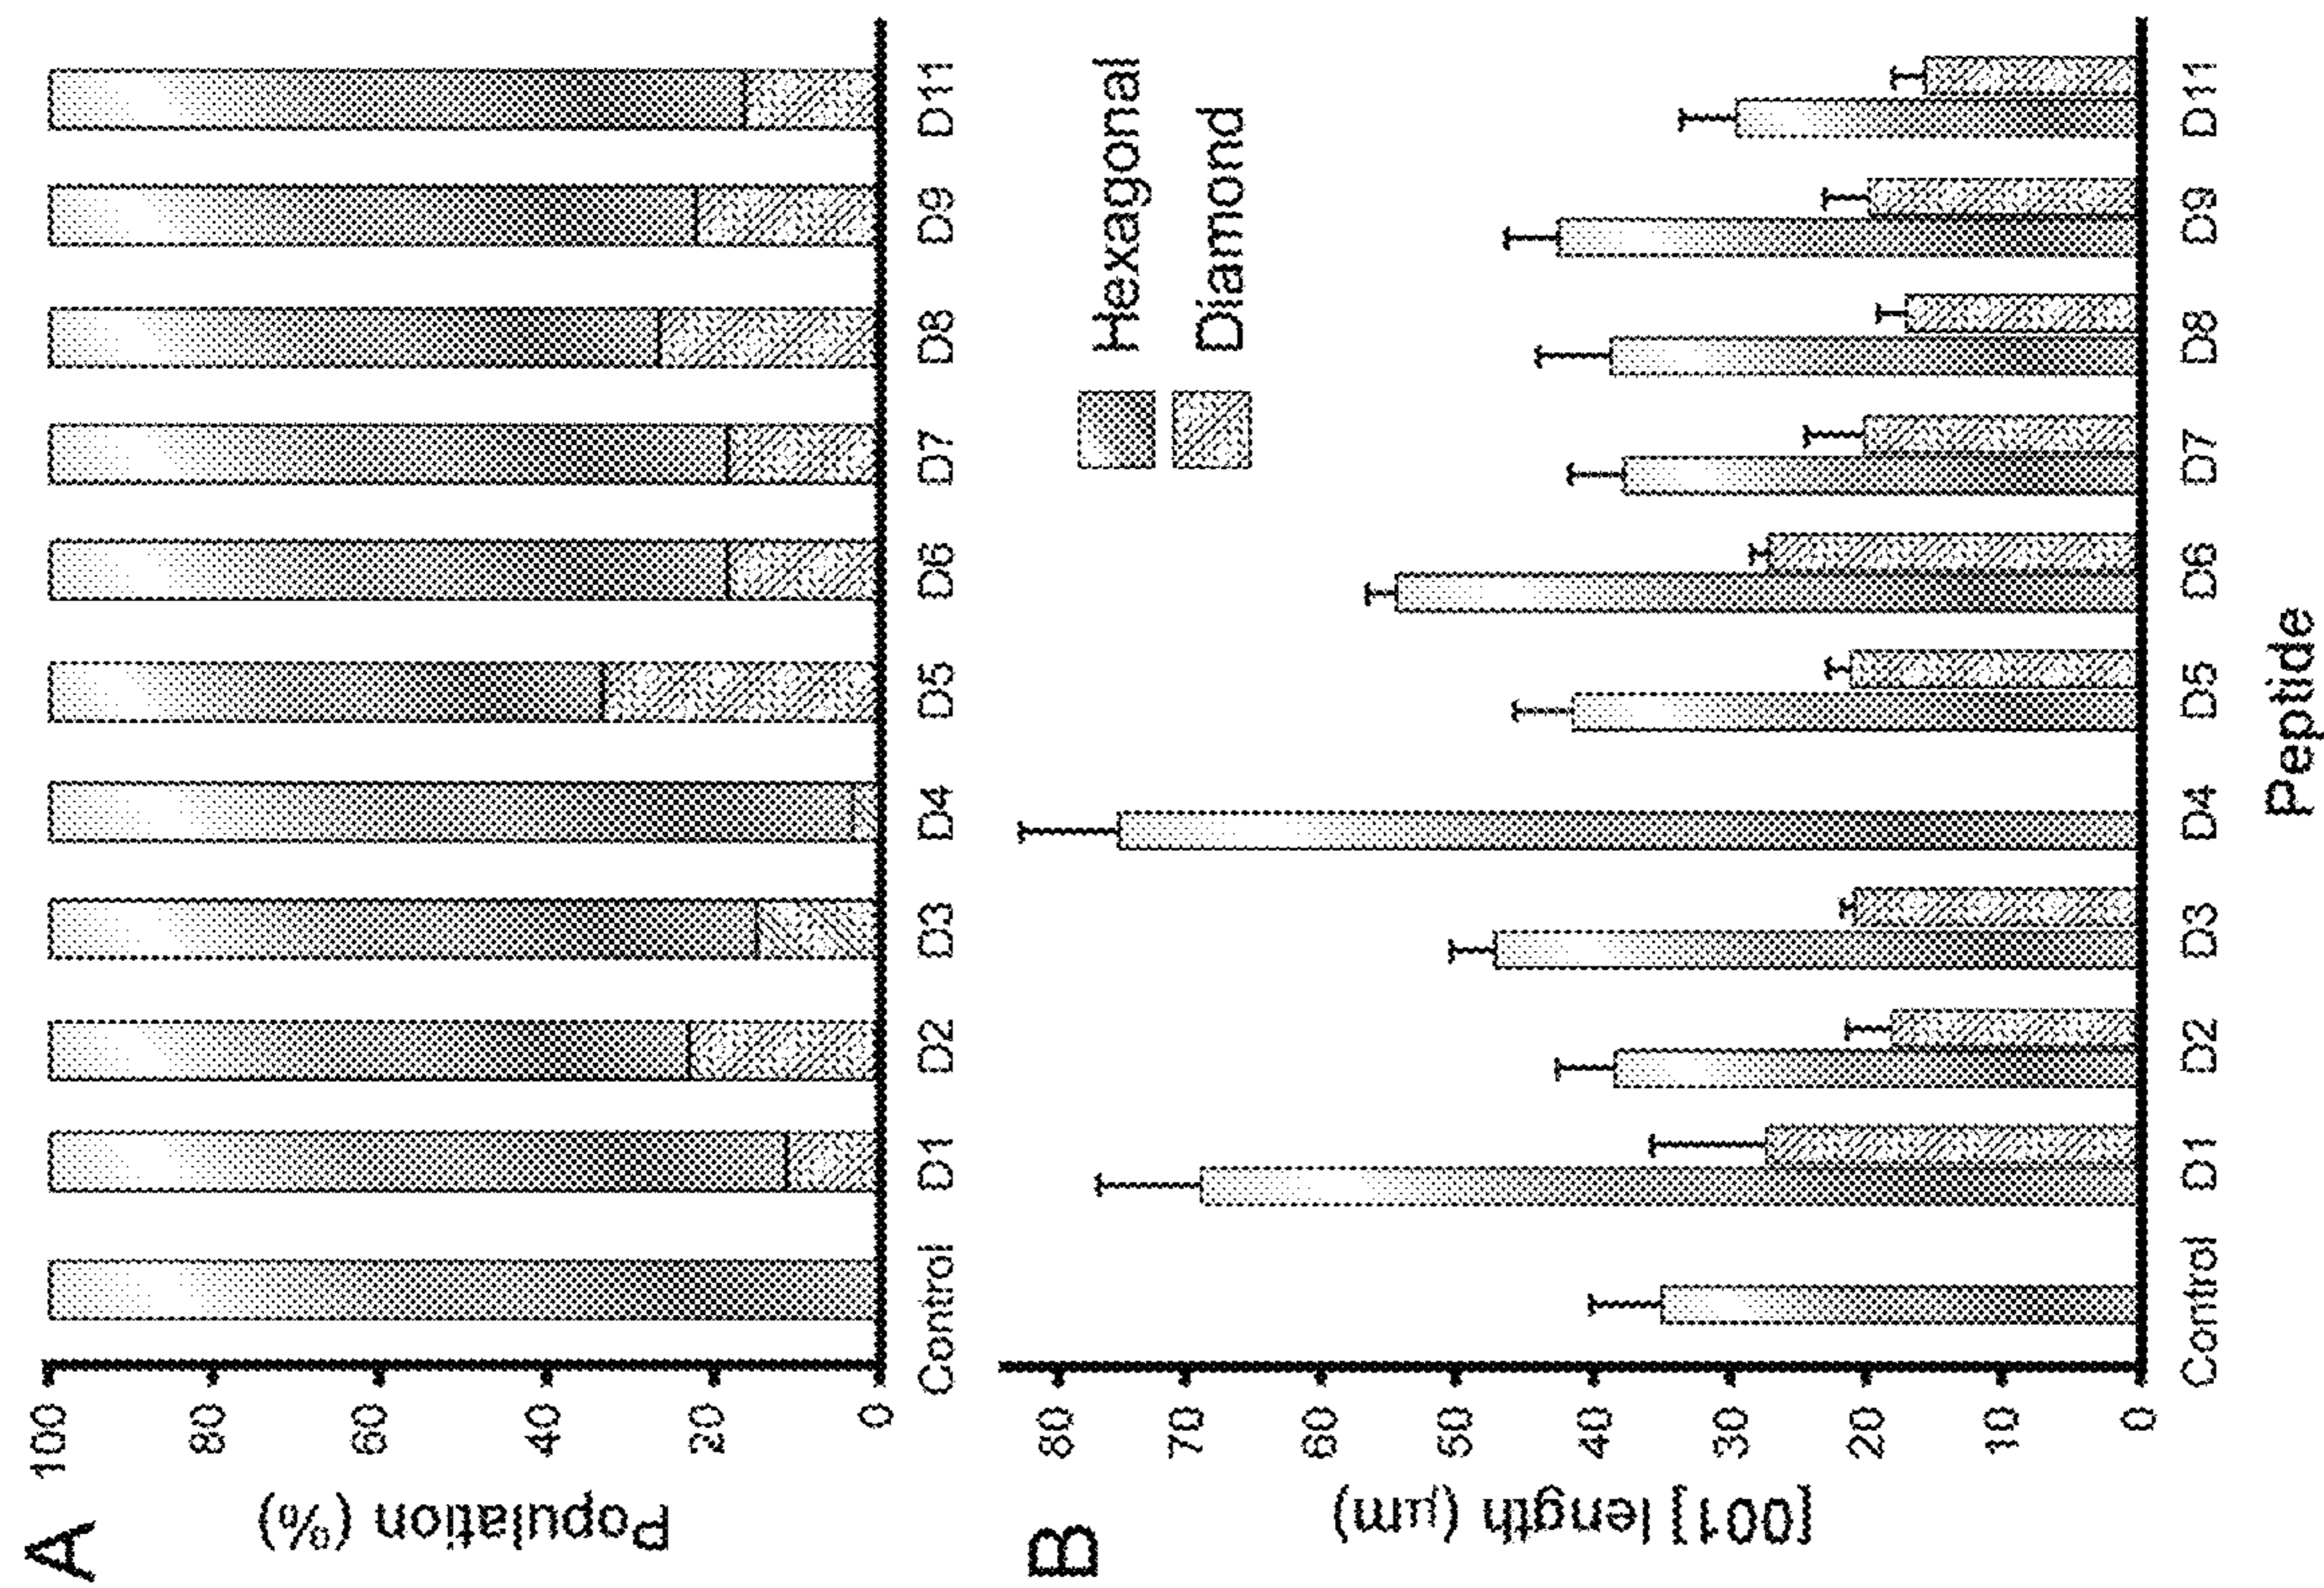 A
Population (%)
100
80
60
40
20
0
Control D1 D2 D3 D4 D5 D6 D7 D8 D9 D11
B
Hexagonal
Diamond
[001] length (µm)
80
70
60
50
40
30
20
10
0
Control D1 D2 D3 D4 D5 D6 D7 D8 D9 D11
Peptide